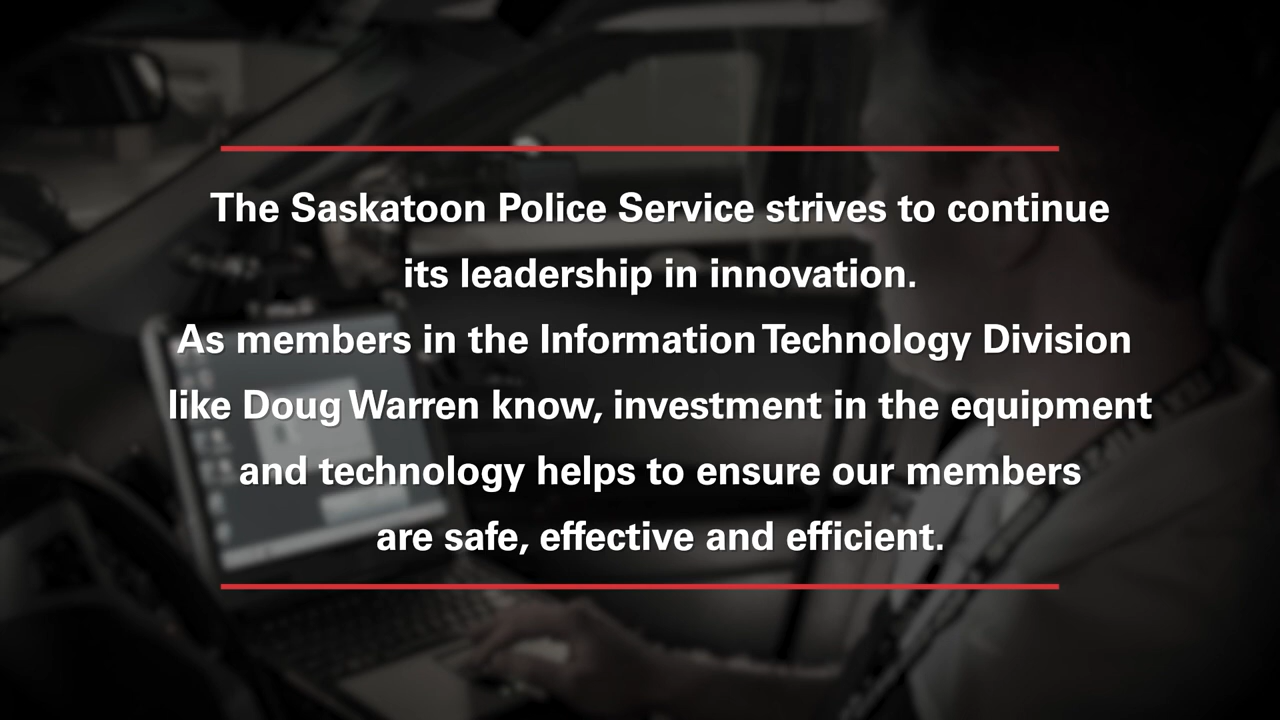 The Saskatoon Police Service strives to continue
its leadership in innovation.
As members in the Information Technology Division
like Doug Warren know, investment in the equipment
and technology helps to ensure our members
are safe, effective and efficient.